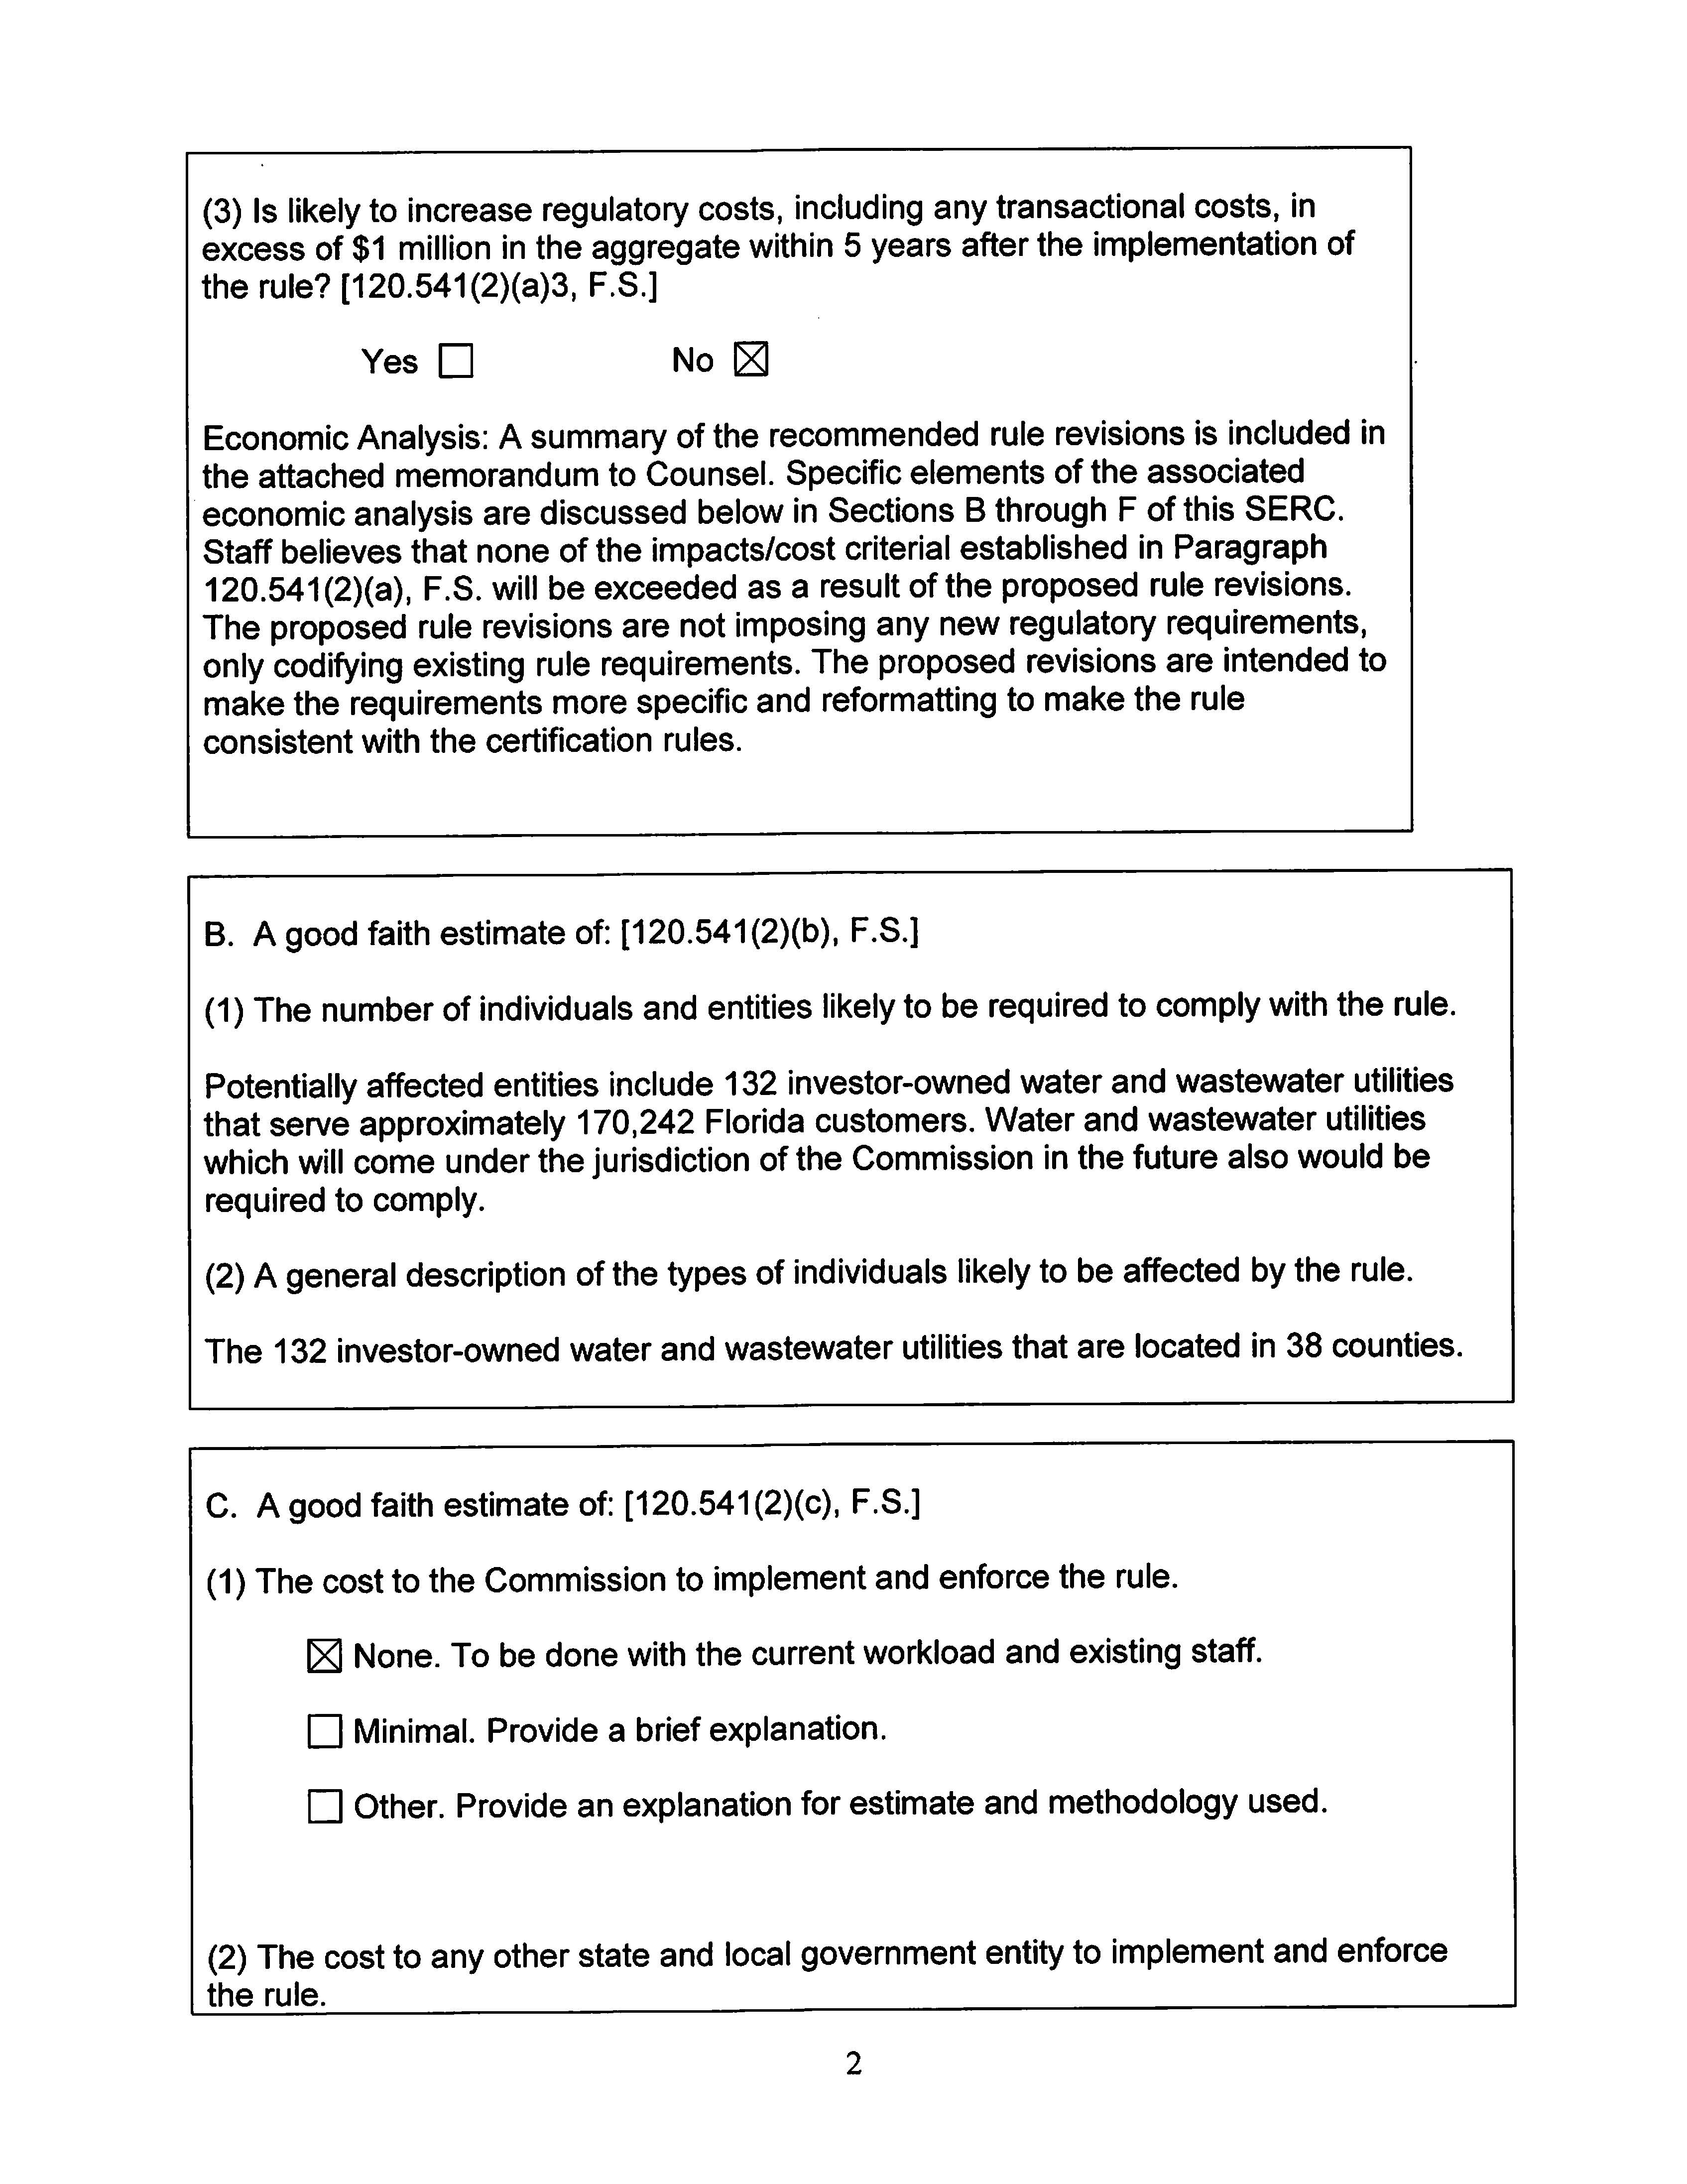 (3) Is likely to increase regulatory costs, including any transactional costs, in
excess of $1 million in the aggregate within 5 years after the implementation of
the rule? [120.541(2)(a)3, F.S.]
Yes ☐ No ☒
Economic Analysis: A summary of the recommended rule revisions is included in
the attached memorandum to Counsel. Specific elements of the associated
economic analysis are discussed below in Sections B through F of this SERC.
Staff believes that none of the impacts/cost criterial established in Paragraph
120.541(2)(a), F.S. will be exceeded as a result of the proposed rule revisions.
The proposed rule revisions are not imposing any new regulatory requirements,
only codifying existing rule requirements. The proposed revisions are intended to
make the requirements more specific and reformatting to make the rule
consistent with the certification rules.
B. A good faith estimate of: [120.541(2)(b), F.S.]
(1) The number of individuals and entities likely to be required to comply with the rule.
Potentially affected entities include 132 investor-owned water and wastewater utilities
that serve approximately 170,242 Florida customers. Water and wastewater utilities
which will come under the jurisdiction of the Commission in the future also would be
required to comply.
(2) A general description of the types of individuals likely to be affected by the rule.
The 132 investor-owned water and wastewater utilities that are located in 38 counties.
C. A good faith estimate of: [120.541(2)(c), F.S.]
(1) The cost to the Commission to implement and enforce the rule.
☒ None. To be done with the current workload and existing staff.
☐ Minimal. Provide a brief explanation.
☐ Other. Provide an explanation for estimate and methodology used.
(2) The cost to any other state and local government entity to implement and enforce
the rule.
2